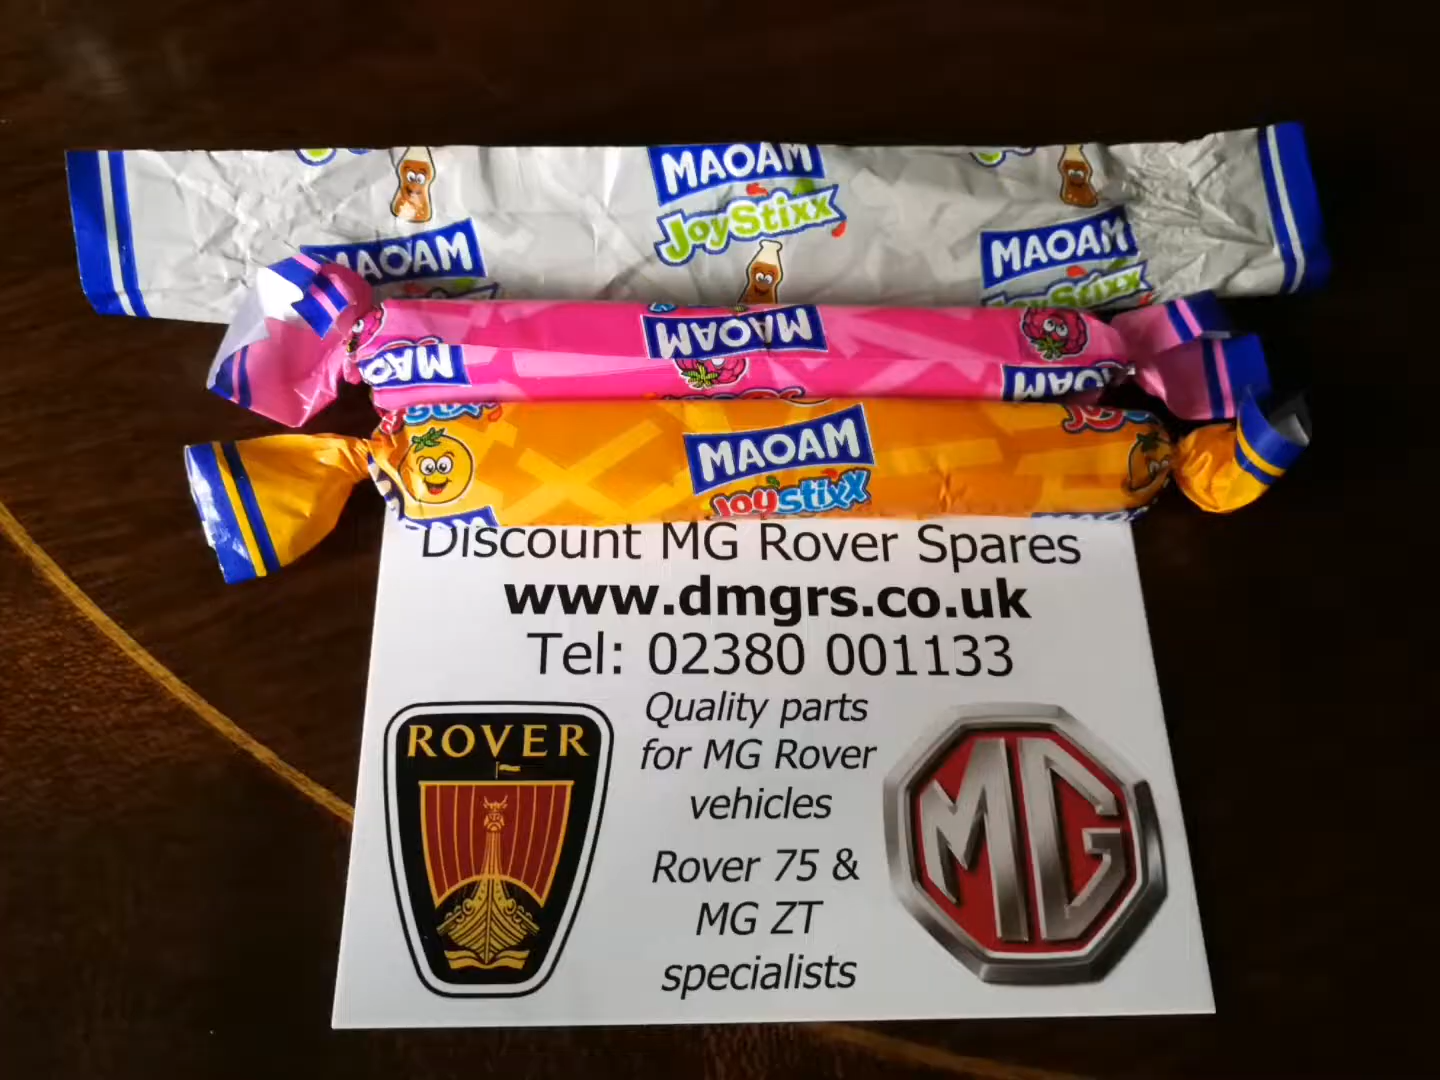 MAOAM
JoyStixx
MAOAM
MAOAM
JoyStixx
MAOAM
MAOAM
MAOAM
MAOAM
JoyStixx
Discount MG Rover Spares
www.dmgrs.co.uk
Tel: 02380 001133
Quality parts
for MG Rover
vehicles
Rover 75 &
MG ZT
specialists
ROVER
MG